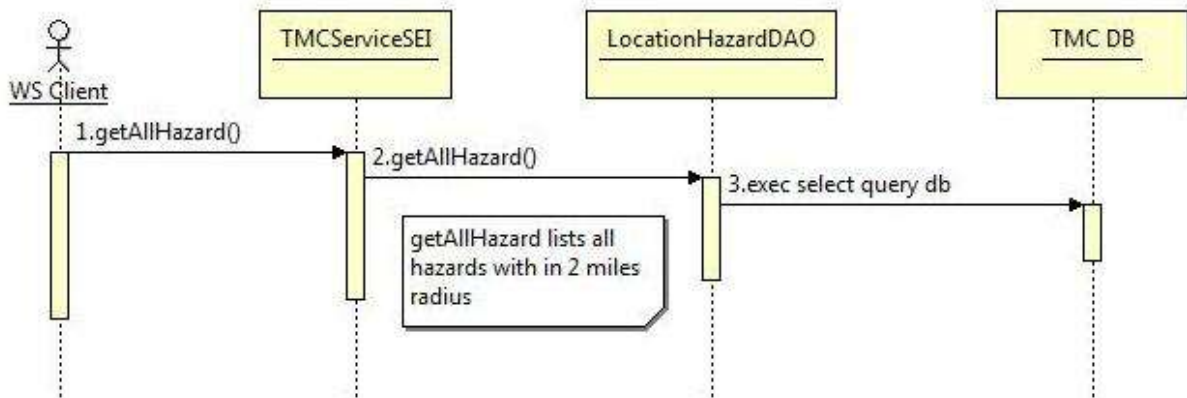 TMCServiceSEI
LocationHazardDAO
TMC DB
WS Client
1.getAllHazard()
2.getAllHazard()
3.exec select query db
getAllHazard lists all
hazards with in 2 miles
radius